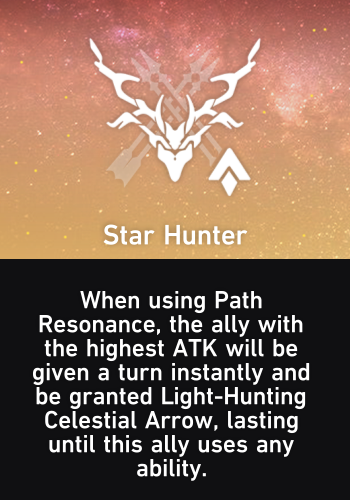 Star Hunter
When using Path
Resonance, the ally with
the highest ATK will be
given a turn instantly and
be granted Light-Hunting
Celestial Arrow, lasting
until this ally uses any
ability.